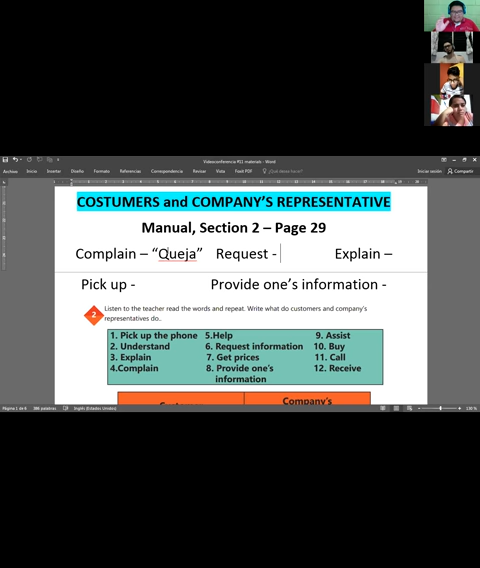 Videoconferencia #51 materials - Word
Archivo Inicio Insertar Diseño Formato Referencias Correspondencia Revisar Vista Foxit PDF ¿Qué desea hacer? Iniciar sesión Compartir
COSTUMERS and COMPANY'S REPRESENTATIVE
Manual, Section 2 – Page 29
Complain – "Queja" Request - Explain –
Pick up - Provide one's information -
2 Listen to the teacher read the words and repeat. Write what do customers and company's
representatives do..
1. Pick up the phone 5.Help 9. Assist
2. Understand 6. Request information 10. Buy
3. Explain 7. Get prices 11. Call
4.Complain 8. Provide one's 12. Receive
information
Company's
Página 1 de 6 386 palabras Inglés (Estados Unidos) 130 %